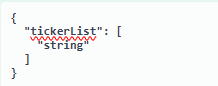 {
"tickerList": [
"string"
]
}